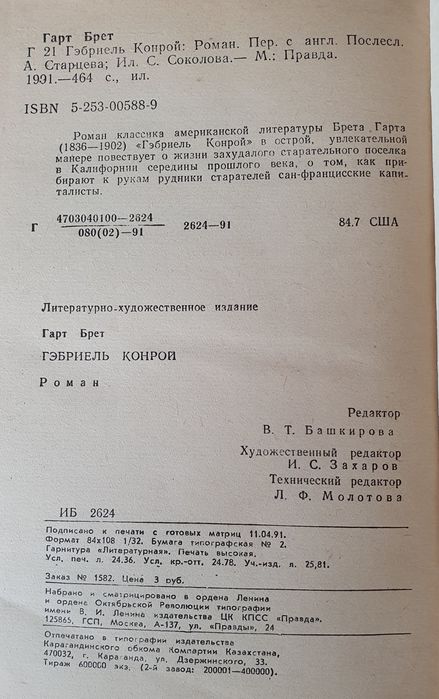 Гарт Брет
Г 21 Гэбриель Конрой: Роман. Пер. с англ. Послесл.
А. Старцева; Ил. С. Соколова.— М.: Правда.
1991.—464 с., ил.
ISBN 5-253-00588-9
Роман классика американской литературы Брета Гарта
(1836—1902) «Гэбриель Конрой» в острой, увлекательной
манере повествует о жизни захудалого старательного поселка
в Калифорнии середины прошлого века, о том, как при-
бирают к рукам рудники старателей сан-францисские капи-
талисты.
Г 4703040100—2624
080(02)—91
2624—91
84.7 США
Литературно-художественное издание
Гарт Брет
ГЭБРИЕЛЬ КОНРОЙ
Роман
Редактор
В. Т. Башкирова
Художественный редактор
И. С. Захаров
Технический редактор
Л. Ф. Молотова
ИБ 2624
Подписано к печати с готовых матриц 11.04.91.
Формат 84х108 1/32. Бумага типографская № 2.
Гарнитура «Литературная». Печать высокая.
Усл. печ. л. 24,36. Усл. кр.-отт. 24.78. Уч.-изд. л. 25,81.
Заказ № 1582. Цена 3 руб.
Набрано и сматрицировано в ордена Ленина
и ордена Октябрьской Революции типографии
имени В. И. Ленина издательства ЦК КПСС «Правда».
125865, ГСП, Москва, А-137, ул. «Правды», 24
Отпечатано в типографии издательства
Карагандинского обкома Компартии Казахстана,
470032, г. Караганда, ул. Дзержинского, 33.
Тираж 600000 экз. (2-й завод: 200001—400000).